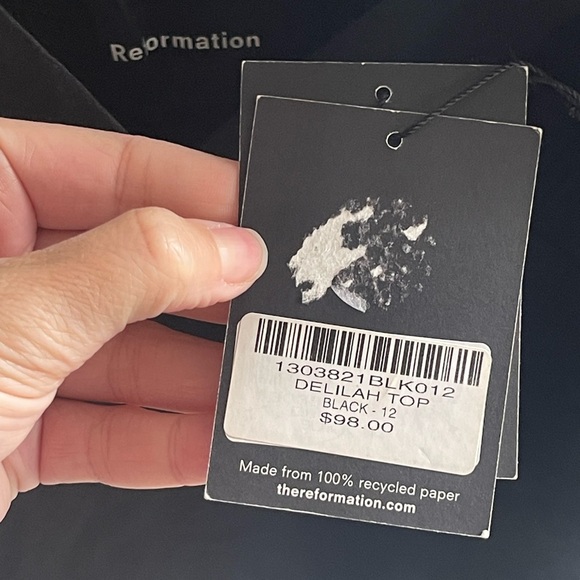 Reformation
1303821BLK012
DELILAH TOP
BLACK - 12
$98.00
Made from 100% recycled paper
thereformation.com